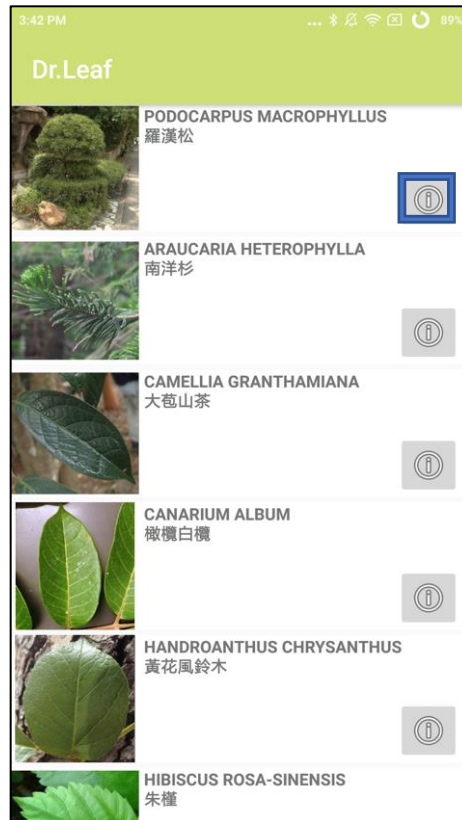 3:42 PM ... 89%
Dr.Leaf
PODOCARPUS MACROPHYLLUS
羅漢松
ARAUCARIA HETEROPHYLLA
南洋杉
CAMELLIA GRANTHAMIANA
大苞山茶
CANARIUM ALBUM
橄欖白欖
HANDROANTHUS CHRYSANTHUS
黃花風鈴木
HIBISCUS ROSA-SINENSIS
朱槿